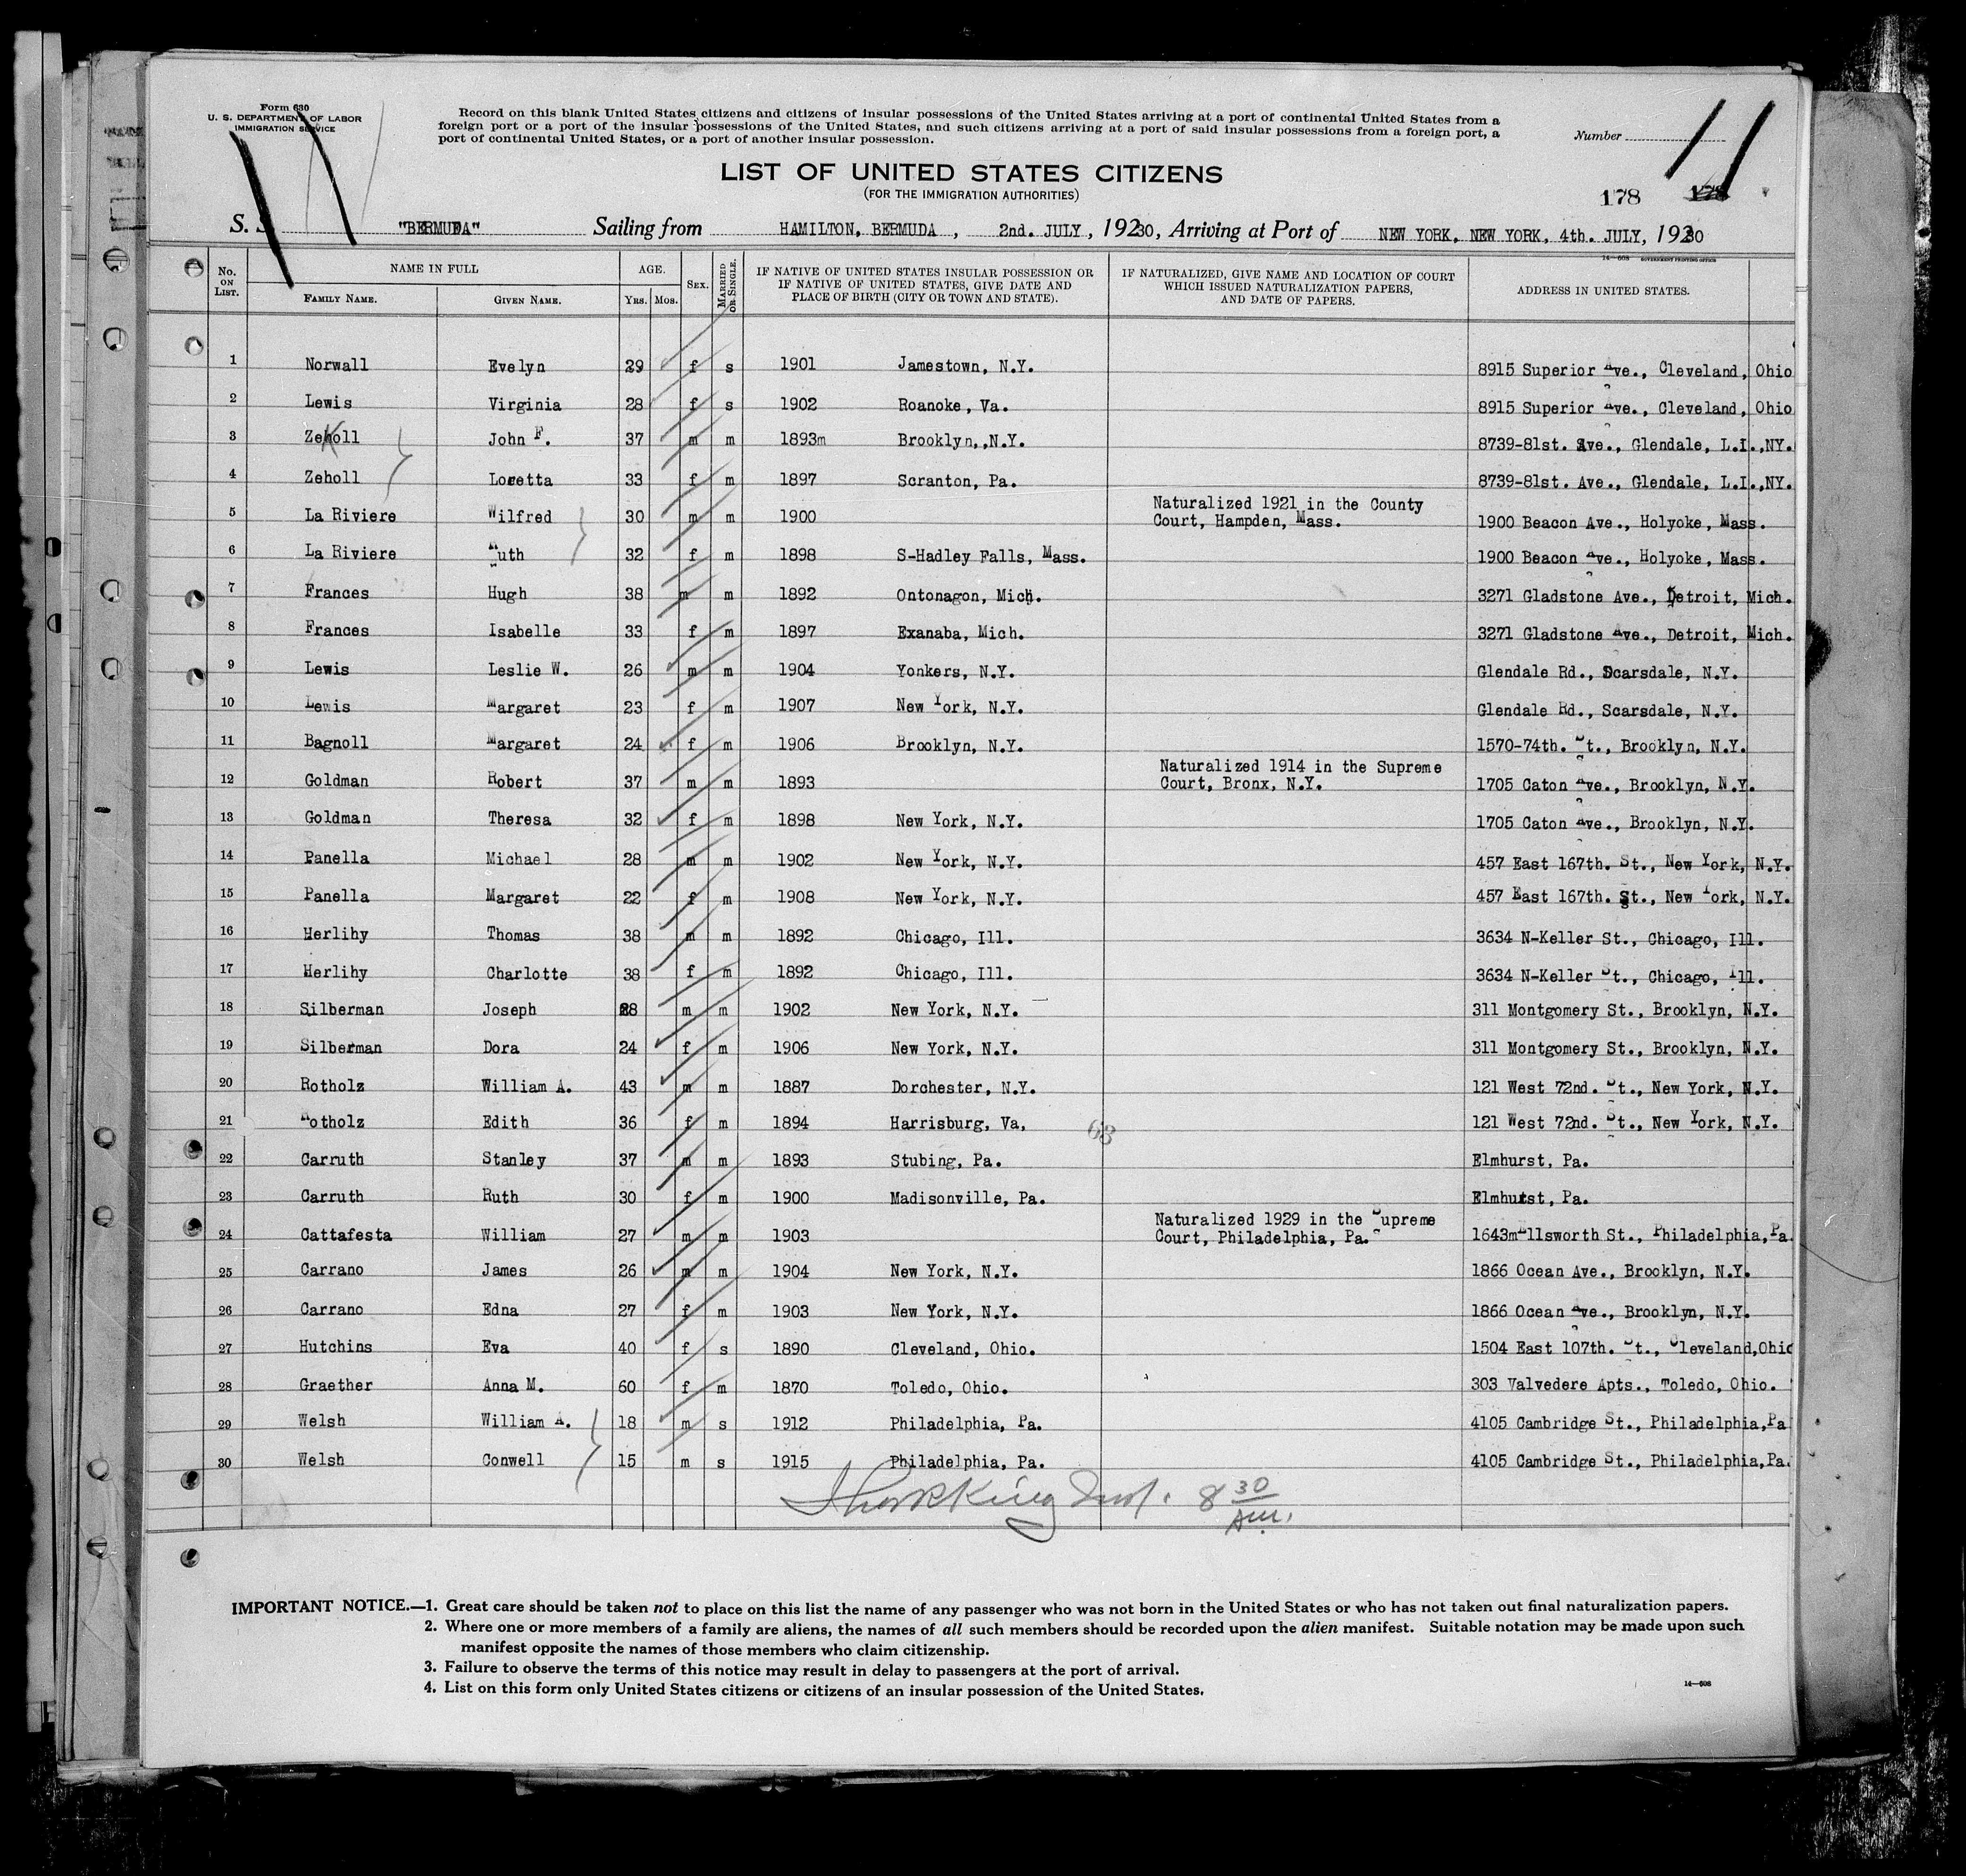 Form 630
U. S. DEPARTMENT OF LABOR
IMMIGRATION SERVICE
Record on this blank United States citizens and citizens of insular possessions of the United States arriving at a port of continental United States from a
foreign port or a port of the insular possessions of the United States, and such citizens arriving at a port of said insular possessions from a foreign port, a
port of continental United States, or a port of another insular possession.
Number
11
LIST OF UNITED STATES CITIZENS
(FOR THE IMMIGRATION AUTHORITIES)
178 178
S. S. "BERMUDA" Sailing from HAMILTON, BERMUDA , 2nd. JULY , 1930, Arriving at Port of NEW YORK, NEW YORK, 4th. JULY, 1930
14—608 GOVERNMENT PRINTING OFFICE
No. ON LIST. NAME IN FULL FAMILY NAME. GIVEN NAME. AGE. YRS. MOS. SEX. MARRIED OR SINGLE. IF NATIVE OF UNITED STATES INSULAR POSSESSION OR IF NATIVE OF UNITED STATES, GIVE DATE AND PLACE OF BIRTH (CITY OR TOWN AND STATE). IF NATURALIZED, GIVE NAME AND LOCATION OF COURT WHICH ISSUED NATURALIZATION PAPERS, AND DATE OF PAPERS. ADDRESS IN UNITED STATES.
1 Norwall Evelyn 29 f s 1901 Jamestown, N.Y. 8915 Superior Ave., Cleveland, Ohio
2 Lewis Virginia 28 f s 1902 Roanoke, Va. 8915 Superior Ave., Cleveland, Ohio
3 Zeholl John F. 37 m m 1893m Brooklyn,,N.Y. 8739-81st. Ave., Glendale, L.I.,NY.
4 Zeholl Loretta 33 f m 1897 Scranton, Pa. 8739-81st. Ave., Glendale, L.I.,NY.
5 La Riviere Wilfred 30 m m 1900 Naturalized 1921 in the County Court, Hampden, Mass. 1900 Beacon Ave., Holyoke, Mass.
6 La Riviere Ruth 32 f m 1898 S-Hadley Falls, Mass. 1900 Beacon Ave., Holyoke, Mass.
7 Frances Hugh 38 m m 1892 Ontonagon, Mich. 3271 Gladstone Ave., Detroit, Mich.
8 Frances Isabelle 33 f m 1897 Exanaba, Mich. 3271 Gladstone Ave., Detroit, Mich.
9 Lewis Leslie W. 26 m m 1904 Yonkers, N.Y. Glendale Rd., Scarsdale, N.Y.
10 Lewis Margaret 23 f m 1907 New York, N.Y. Glendale Rd., Scarsdale, N.Y.
11 Bagnoll Margaret 24 f m 1906 Brooklyn, N.Y. 1570-74th. St., Brooklyn, N.Y.
12 Goldman Robert 37 m m 1893 Naturalized 1914 in the Supreme Court, Bronx, N.Y. 1705 Caton Ave., Brooklyn, N.Y.
13 Goldman Theresa 32 f m 1898 New York, N.Y. 1705 Caton Ave., Brooklyn, N.Y.
14 Panella Michael 28 m m 1902 New York, N.Y. 457 East 167th. St., New York, N.Y.
15 Panella Margaret 22 f m 1908 New York, N.Y. 457 East 167th. St., New York, N.Y.
16 Herlihy Thomas 38 m m 1892 Chicago, Ill. 3634 N-Keller St., Chicago, Ill.
17 Herlihy Charlotte 38 f m 1892 Chicago, Ill. 3634 N-Keller St., Chicago, Ill.
18 Silberman Joseph 28 m m 1902 New York, N.Y. 311 Montgomery St., Brooklyn, N.Y.
19 Silberman Dora 24 f m 1906 New York, N.Y. 311 Montgomery St., Brooklyn, N.Y.
20 Rotholz William A. 43 m m 1887 Dorchester, N.Y. 121 West 72nd. St., New York, N.Y.
21 Rotholz Edith 36 f m 1894 Harrisburg, Va, 63 121 West 72nd. St., New York, N.Y.
22 Carruth Stanley 37 m m 1893 Stubing, Pa. Elmhurst, Pa.
23 Carruth Ruth 30 f m 1900 Madisonville, Pa. Elmhurst, Pa.
24 Cattafesta William 27 m m 1903 Naturalized 1929 in the Supreme Court, Philadelphia, Pa. 1643mEllsworth St., Philadelphia,Pa.
25 Carrano James 26 m m 1904 New York, N.Y. 1866 Ocean Ave., Brooklyn, N.Y.
26 Carrano Edna 27 f m 1903 New York, N.Y. 1866 Ocean Ave., Brooklyn, N.Y.
27 Hutchins Eva 40 f s 1890 Cleveland, Ohio. 1504 East 107th. St., Cleveland,Ohio
28 Graether Anna M. 60 f m 1870 Toledo, Ohio. 303 Valvedere Apts., Toledo, Ohio.
29 Welsh William A. 18 m s 1912 Philadelphia, Pa. 4105 Cambridge St., Philadelphia,Pa
30 Welsh Conwell 15 m s 1915 Philadelphia, Pa. 4105 Cambridge St., Philadelphia,Pa.
8 30 AM.
IMPORTANT NOTICE.—1. Great care should be taken not to place on this list the name of any passenger who was not born in the United States or who has not taken out final naturalization papers.
2. Where one or more members of a family are aliens, the names of all such members should be recorded upon the alien manifest. Suitable notation may be made upon such
manifest opposite the names of those members who claim citizenship.
3. Failure to observe the terms of this notice may result in delay to passengers at the port of arrival.
4. List on this form only United States citizens or citizens of an insular possession of the United States.
14—608